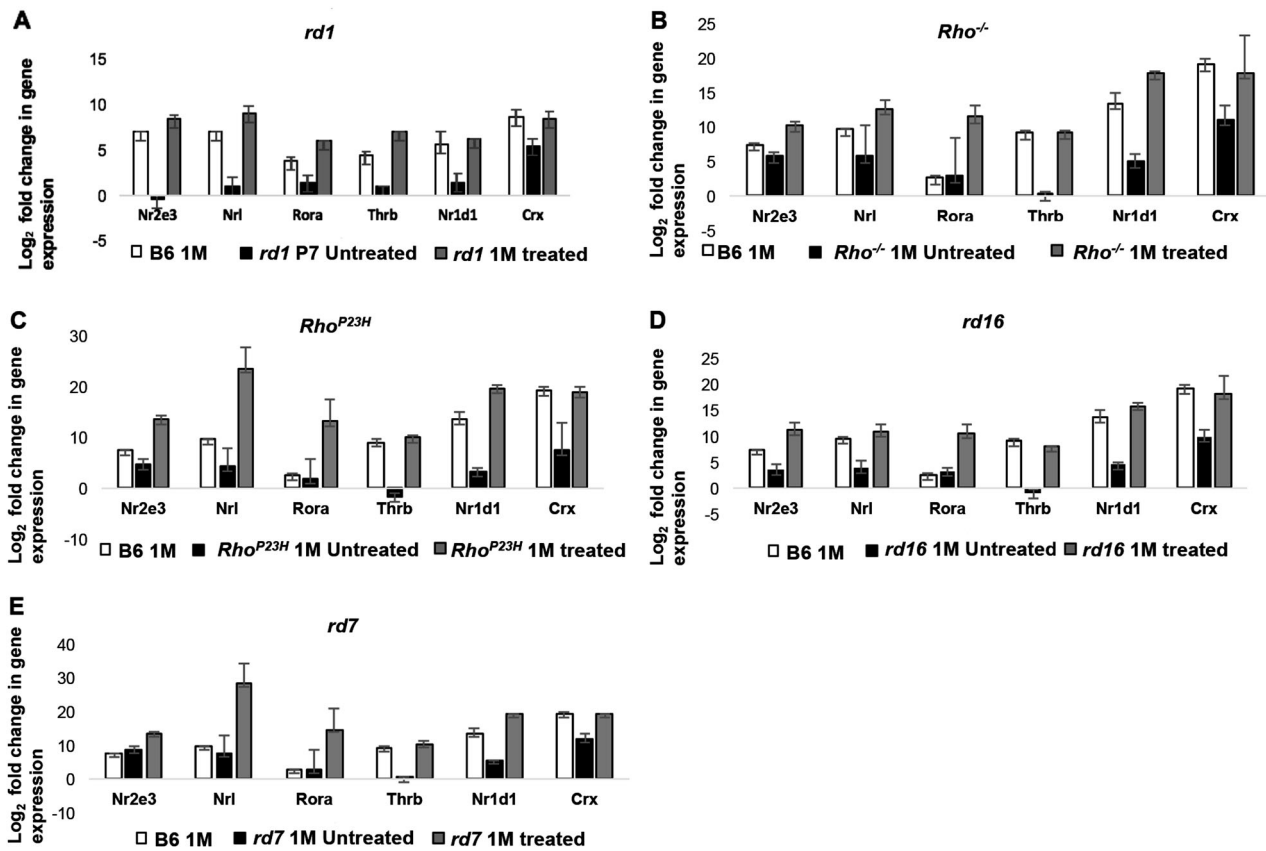 A
rd1
Log2 fold change in gene
expression
15
10
5
0
-5
Nr2e3 Nrl Rora Thrb Nr1d1 Crx
B6 1M rd1 P7 Untreated rd1 1M treated
B
Rho-/-
Log2 fold change in gene
expression
25
20
15
10
5
0
-5
Nr2e3 Nrl Rora Thrb Nr1d1 Crx
B6 1M Rho-/- 1M Untreated Rho-/- 1M treated
C
RhoP23H
Log2 fold change in gene
expression
30
20
10
0
-10
Nr2e3 Nrl Rora Thrb Nr1d1 Crx
B6 1M RhoP23H 1M Untreated RhoP23H 1M treated
D
rd16
Log2 fold change in gene
expression
25
20
15
10
5
0
-5
Nr2e3 Nrl Rora Thrb Nr1d1 Crx
B6 1M rd16 1M Untreated rd16 1M treated
E
rd7
Log2 fold change in gene
expression
40
30
20
10
0
-10
Nr2e3 Nrl Rora Thrb Nr1d1 Crx
B6 1M rd7 1M Untreated rd7 1M treated